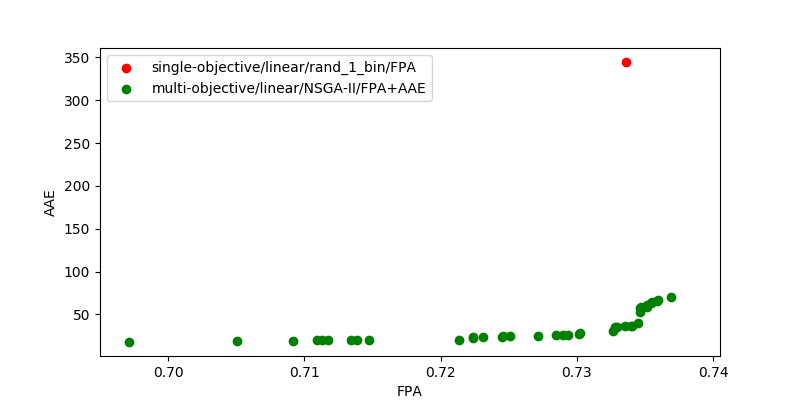 350
300
250
200
150
100
50
AAE
single-objective/linear/rand_1_bin/FPA
multi-objective/linear/NSGA-II/FPA+AAE
0.70 0.71 0.72 0.73 0.74
FPA